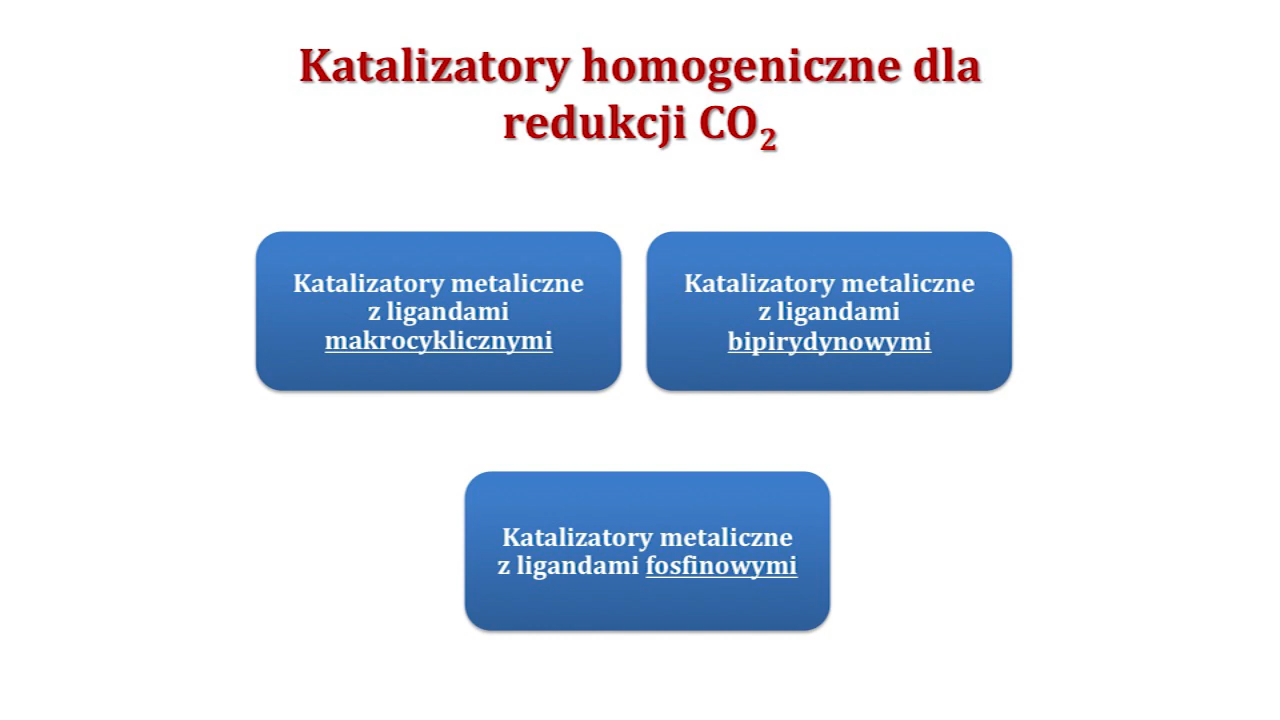 Katalizatory homogeniczne dla
redukcji CO₂
Katalizatory metaliczne
z ligandami
makrocyklicznymi
Katalizatory metaliczne
z ligandami
bipirydynowymi
Katalizatory metaliczne
z ligandami fosfinowymi